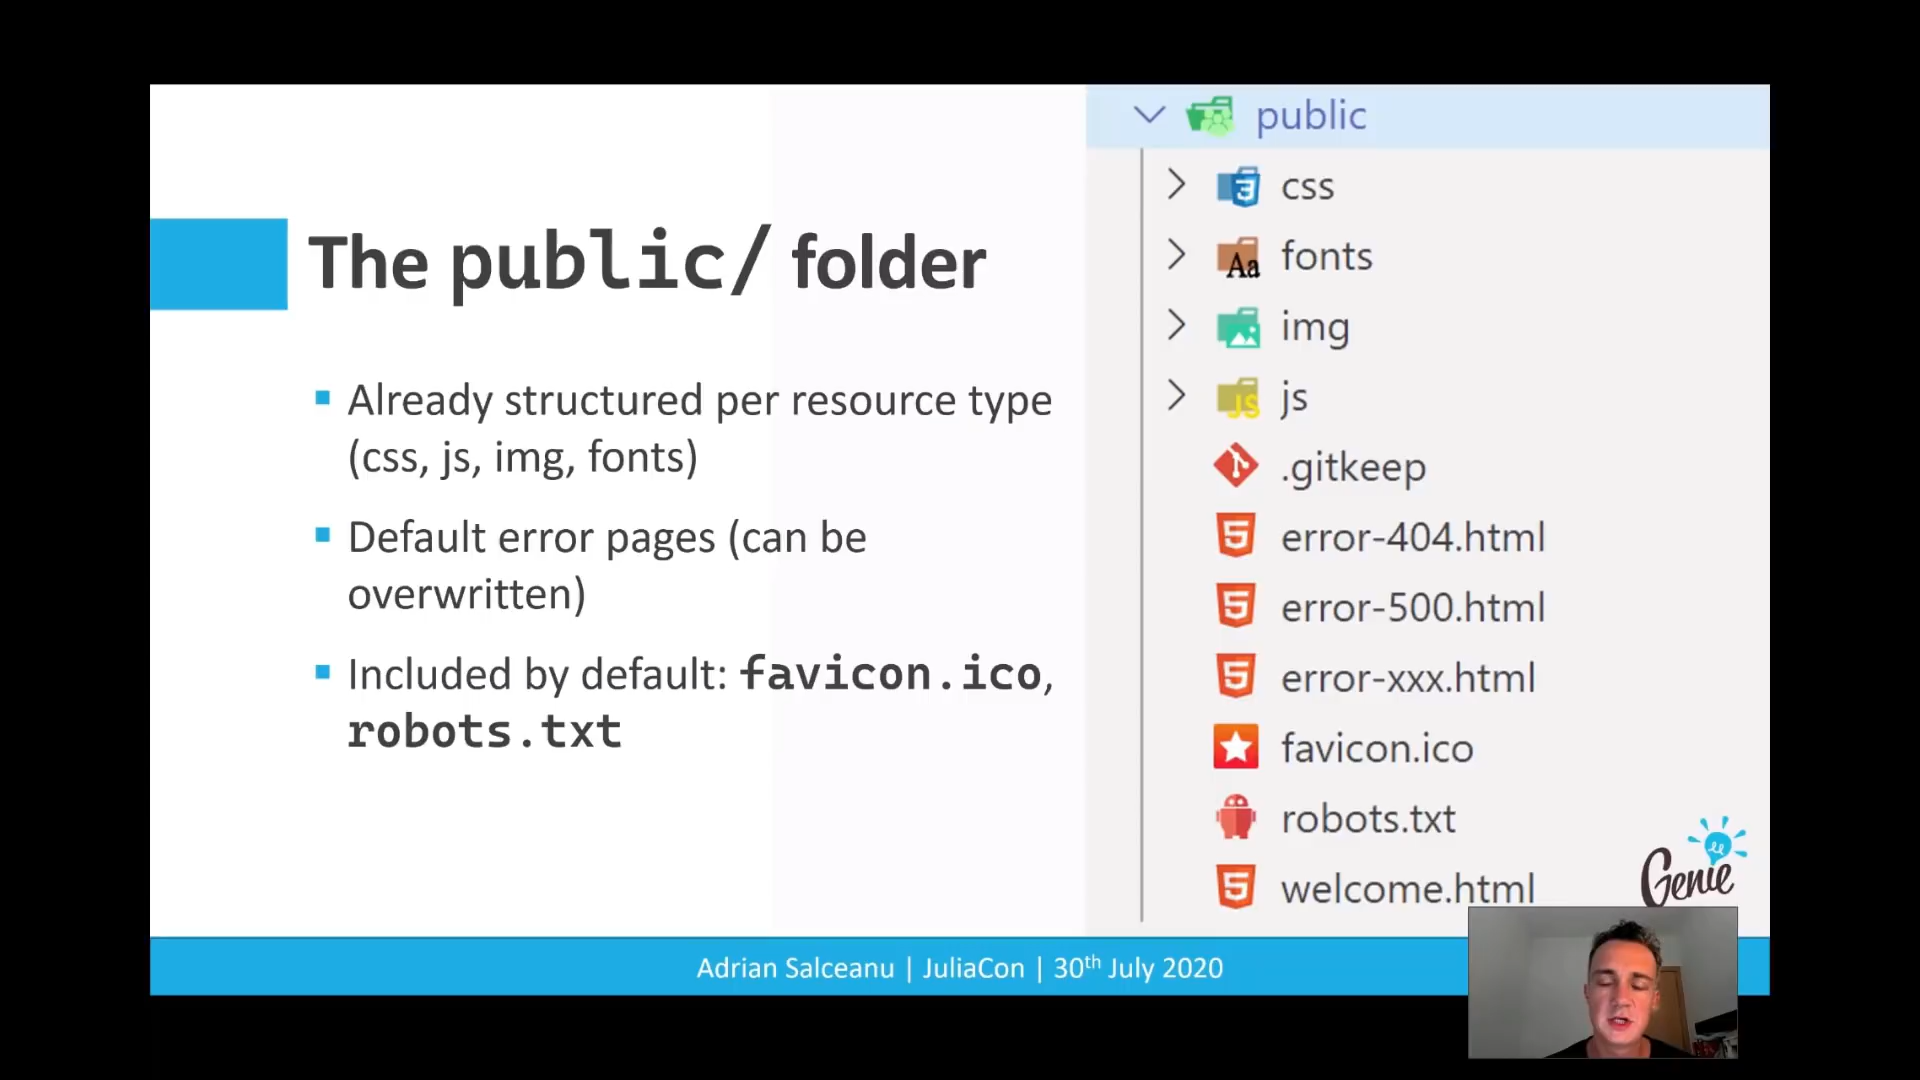 The public/ folder
Already structured per resource type
(css, js, img, fonts)
Default error pages (can be
overwritten)
Included by default: favicon.ico,
robots.txt
public
css
fonts
img
js
.gitkeep
error-404.html
error-500.html
error-xxx.html
favicon.ico
robots.txt
welcome.html
Genie
Adrian Salceanu | JuliaCon | 30th July 2020